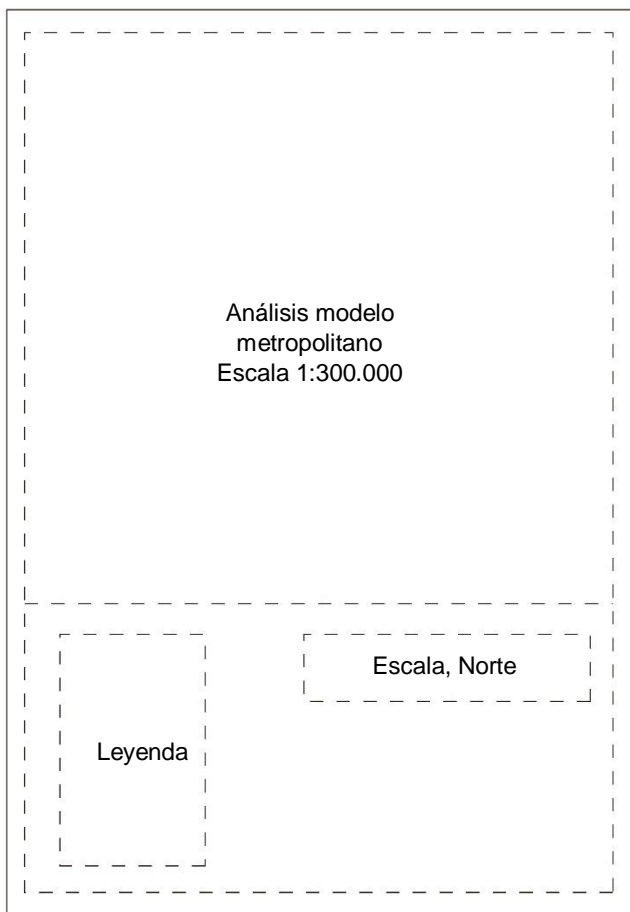 Análisis modelo
metropolitano
Escala 1:300.000
Escala, Norte
Leyenda